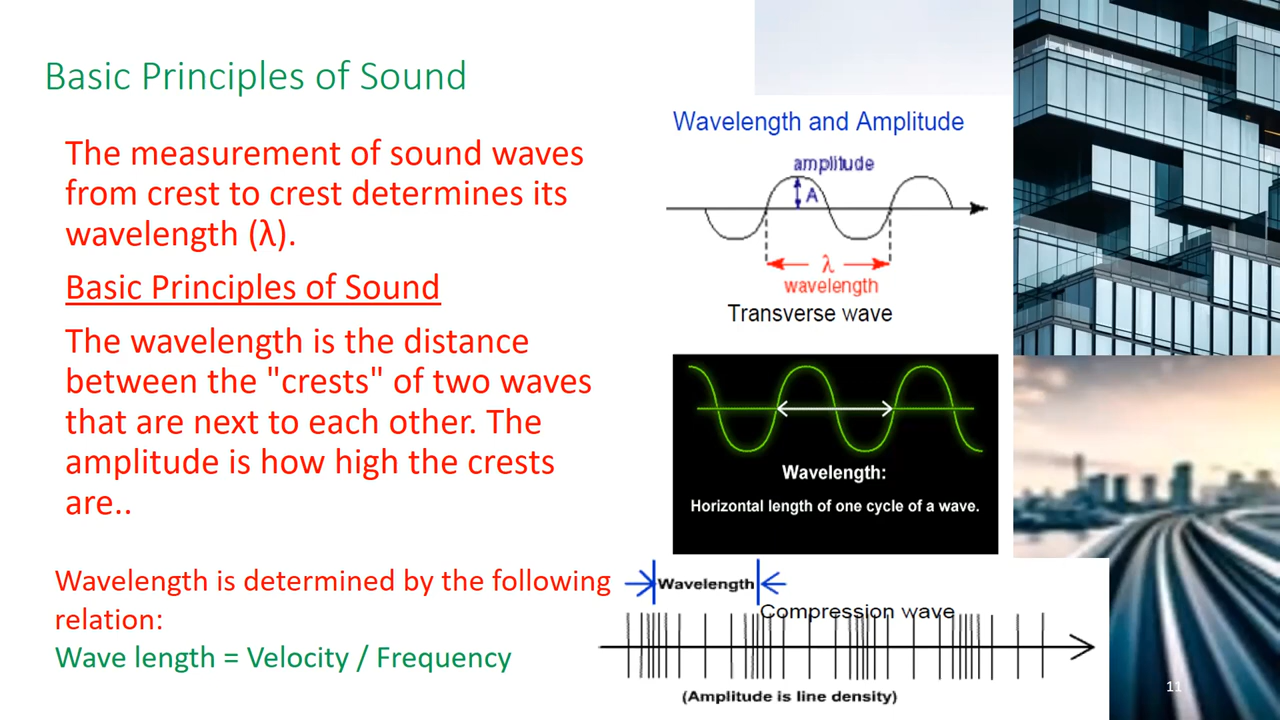 Basic Principles of Sound
The measurement of sound waves
from crest to crest determines its
wavelength (λ).
Basic Principles of Sound
The wavelength is the distance
between the "crests" of two waves
that are next to each other. The
amplitude is how high the crests
are..
Wavelength is determined by the following
relation:
Wave length = Velocity / Frequency
Wavelength and Amplitude
amplitude
A
λ
wavelength
Transverse wave
Wavelength:
Horizontal length of one cycle of a wave.
Wavelength
Compression wave
(Amplitude is line density)
11